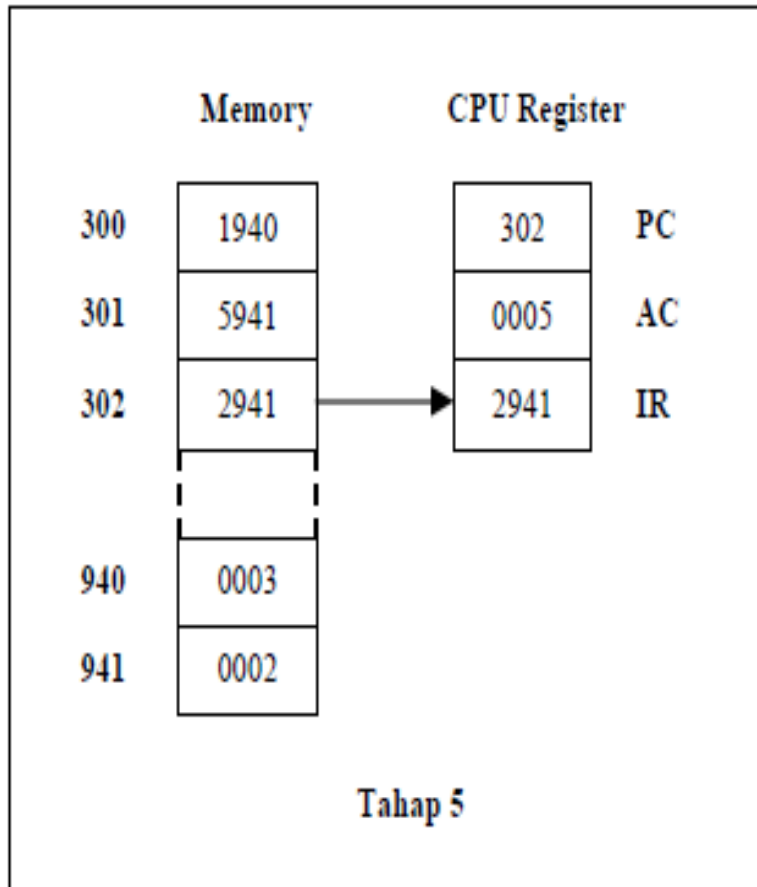 Memory CPU Register
300 1940 302 PC
301 5941 0005 AC
302 2941 2941 IR
940 0003
941 0002
Tahap 5